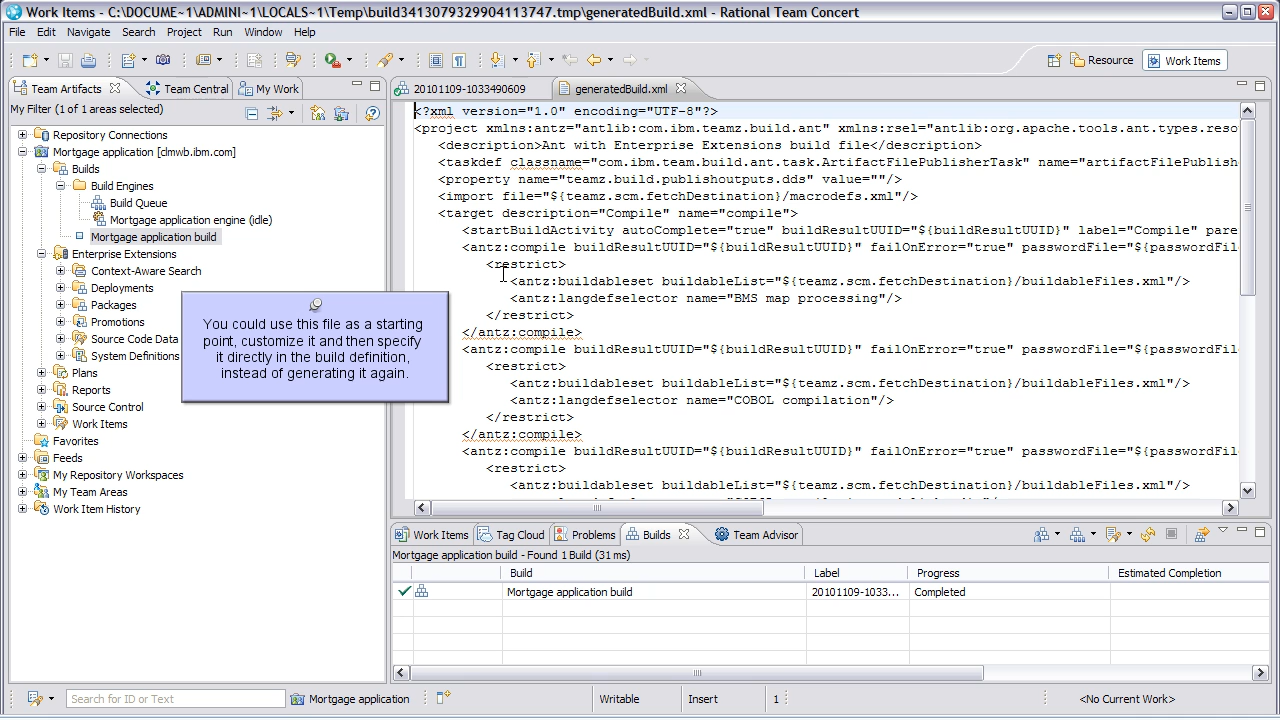 Work Items - C:\DOCUME~1\ADMINI~1\LOCALS~1\Temp\build3413079329904113747.tmp\generatedBuild.xml - Rational Team Concert
File Edit Navigate Search Project Run Window Help
Resource Work Items
Team Artifacts Team Central My Work
My Filter (1 of 1 areas selected)
Repository Connections
Mortgage application [clmwb.ibm.com]
Builds
Build Engines
Build Queue
Mortgage application engine (idle)
Mortgage application build
Enterprise Extensions
Context-Aware Search
Deployments
Packages
Promotions
Source Code Data
System Definitions
Plans
Reports
Source Control
Work Items
Favorites
Feeds
My Repository Workspaces
My Team Areas
Work Item History
You could use this file as a starting
point, customize it and then specify
it directly in the build definition,
instead of generating it again.
20101109-1033490609 generatedBuild.xml
<?xml version="1.0" encoding="UTF-8"?>
<project xmlns:antz="antlib:com.ibm.teamz.build.ant" xmlns:rsel="antlib:org.apache.tools.ant.types.reso
<description>Ant with Enterprise Extensions build file</description>
<taskdef classname="com.ibm.team.build.ant.task.ArtifactFilePublisherTask" name="artifactFilePublish
<property name="teamz.build.publishoutputs.dds" value=""/>
<import file="${teamz.scm.fetchDestination}/macrodefs.xml"/>
<target description="Compile" name="compile">
<startBuildActivity autoComplete="true" buildResultUUID="${buildResultUUID}" label="Compile" pare
<antz:compile buildResultUUID="${buildResultUUID}" failOnError="true" passwordFile="${passwordFil
<restrict>
<antz:buildableset buildableList="${teamz.scm.fetchDestination}/buildableFiles.xml"/>
<antz:langdefselector name="BMS map processing"/>
</restrict>
</antz:compile>
<antz:compile buildResultUUID="${buildResultUUID}" failOnError="true" passwordFile="${passwordFil
<restrict>
<antz:buildableset buildableList="${teamz.scm.fetchDestination}/buildableFiles.xml"/>
<antz:langdefselector name="COBOL compilation"/>
</restrict>
</antz:compile>
<antz:compile buildResultUUID="${buildResultUUID}" failOnError="true" passwordFile="${passwordFil
<restrict>
<antz:buildableset buildableList="${teamz.scm.fetchDestination}/buildableFiles.xml"/>
Work Items Tag Cloud Problems Builds Team Advisor
Mortgage application build - Found 1 Build (31 ms)
Build Label Progress Estimated Completion
Mortgage application build 20101109-1033... Completed
Search for ID or Text Mortgage application Writable Insert 1 <No Current Work>